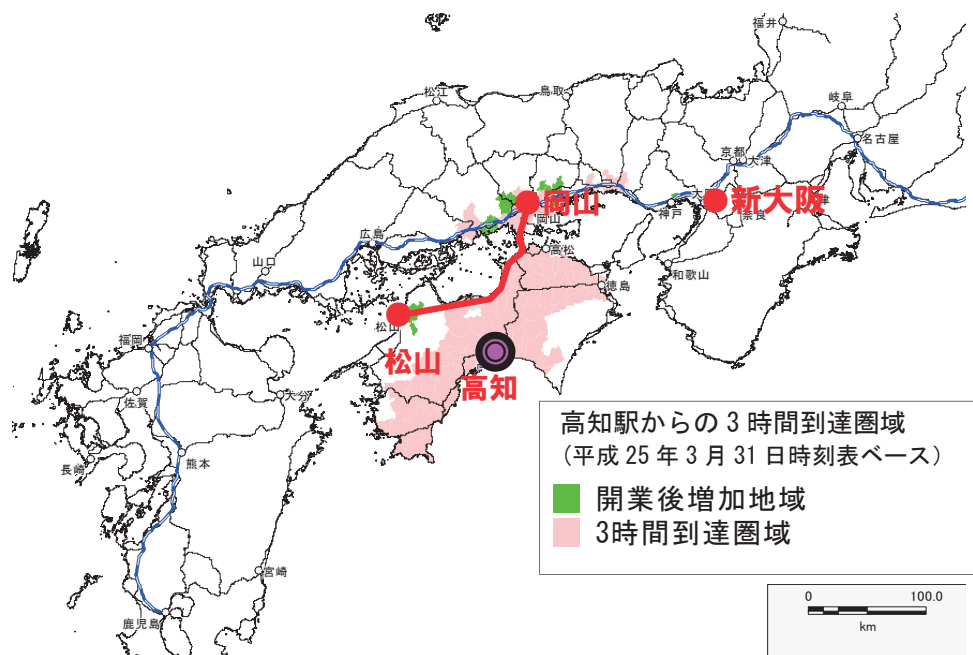 福井
松江
鳥取
岐阜
名古屋
京都
大津
岡山
新大阪
岡山
神戸
奈良
津
広島
山口
高松
和歌山
徳島
松山
松山
高知
福岡
大分
佐賀
長崎
熊本
宮崎
鹿児島
高知駅からの3時間到達圏域
（平成25年3月31日時刻表ベース）
開業後増加地域
3時間到達圏域
0 100.0
km